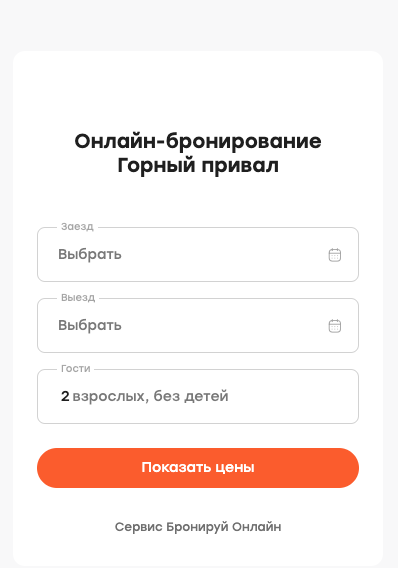 Онлайн-бронирование
Горный привал
Заезд
Выбрать
Выезд
Выбрать
Гости
2 взрослых, без детей
Показать цены
Сервис Бронируй Онлайн